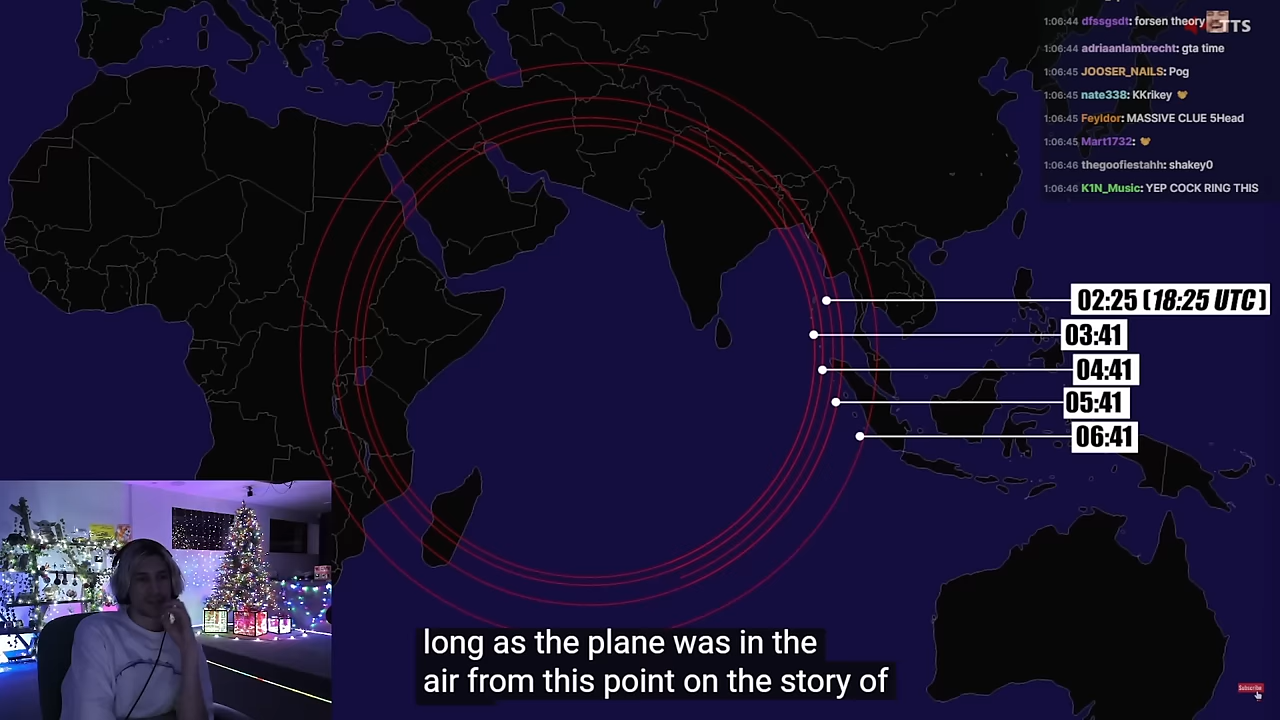 1:06:44 dfssgsdt: forsen theory
TTS
1:06:44 adriaanlambrecht: gta time
1:06:45 JOOSER_NAILS: Pog
1:06:45 nate338: KKrikey
1:06:45 Feyldor: MASSIVE CLUE 5Head
1:06:45 Mart1732:
1:06:46 thegoofiestahh: shakey0
1:06:46 K1N_Music: YEP COCK RING THIS
02:25 (18:25 UTC)
03:41
04:41
05:41
06:41
long as the plane was in the
air from this point on the story of
Subscribe